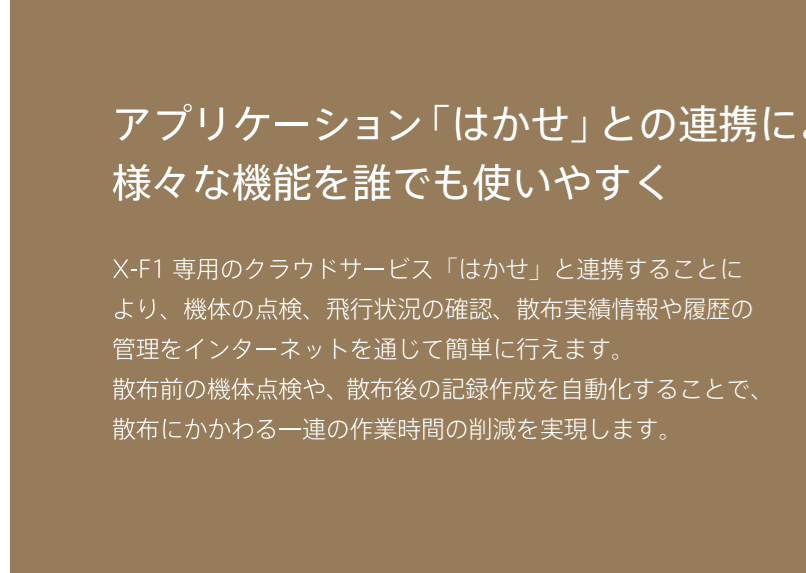 アプリケーション「はかせ」との連携に
様々な機能を誰でも使いやすく
X-F1 専用のクラウドサービス「はかせ」と連携することに
より、機体の点検、飛行状況の確認、散布実績情報や履歴の
管理をインターネットを通じて簡単に行えます。
散布前の機体点検や、散布後の記録作成を自動化することで、
散布にかかわる一連の作業時間の削減を実現します。